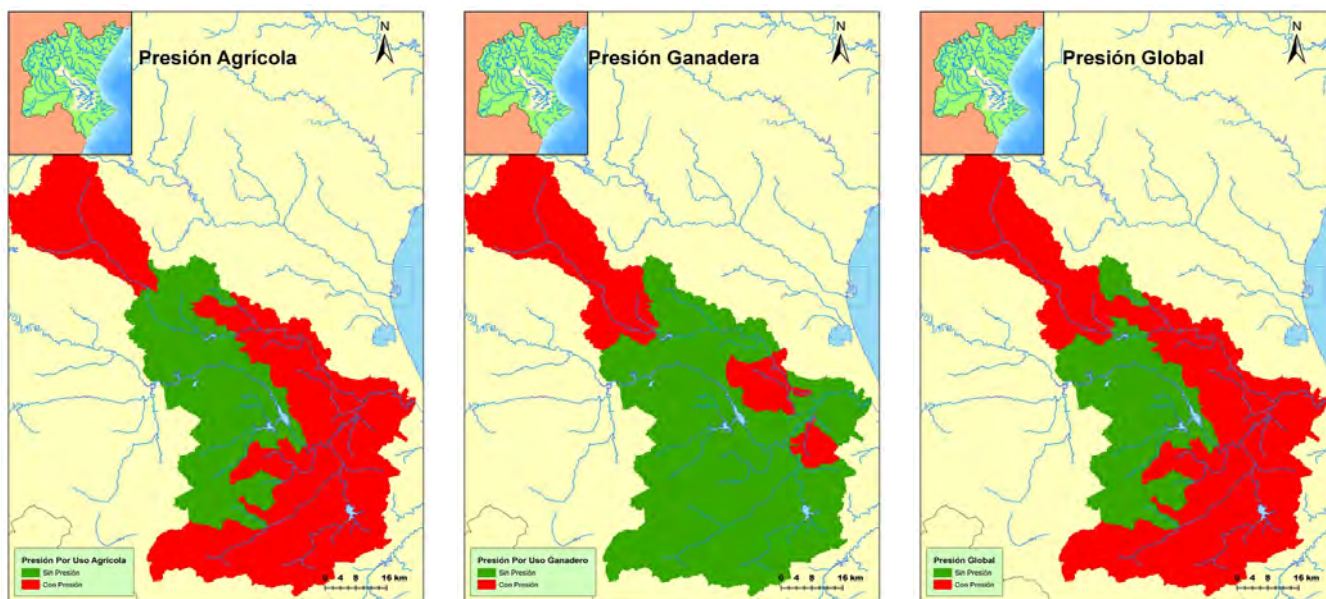 Presión Agrícola
N
Presión Por Uso Agrícola
Sin Presión
Con Presión
0 4 8 16 km
Presión Ganadera
N
Presión Por Uso Ganadero
Sin Presión
Con Presión
0 4 8 16 km
Presión Global
N
Presión Global
Sin Presión
Con Presión
0 4 8 16 km